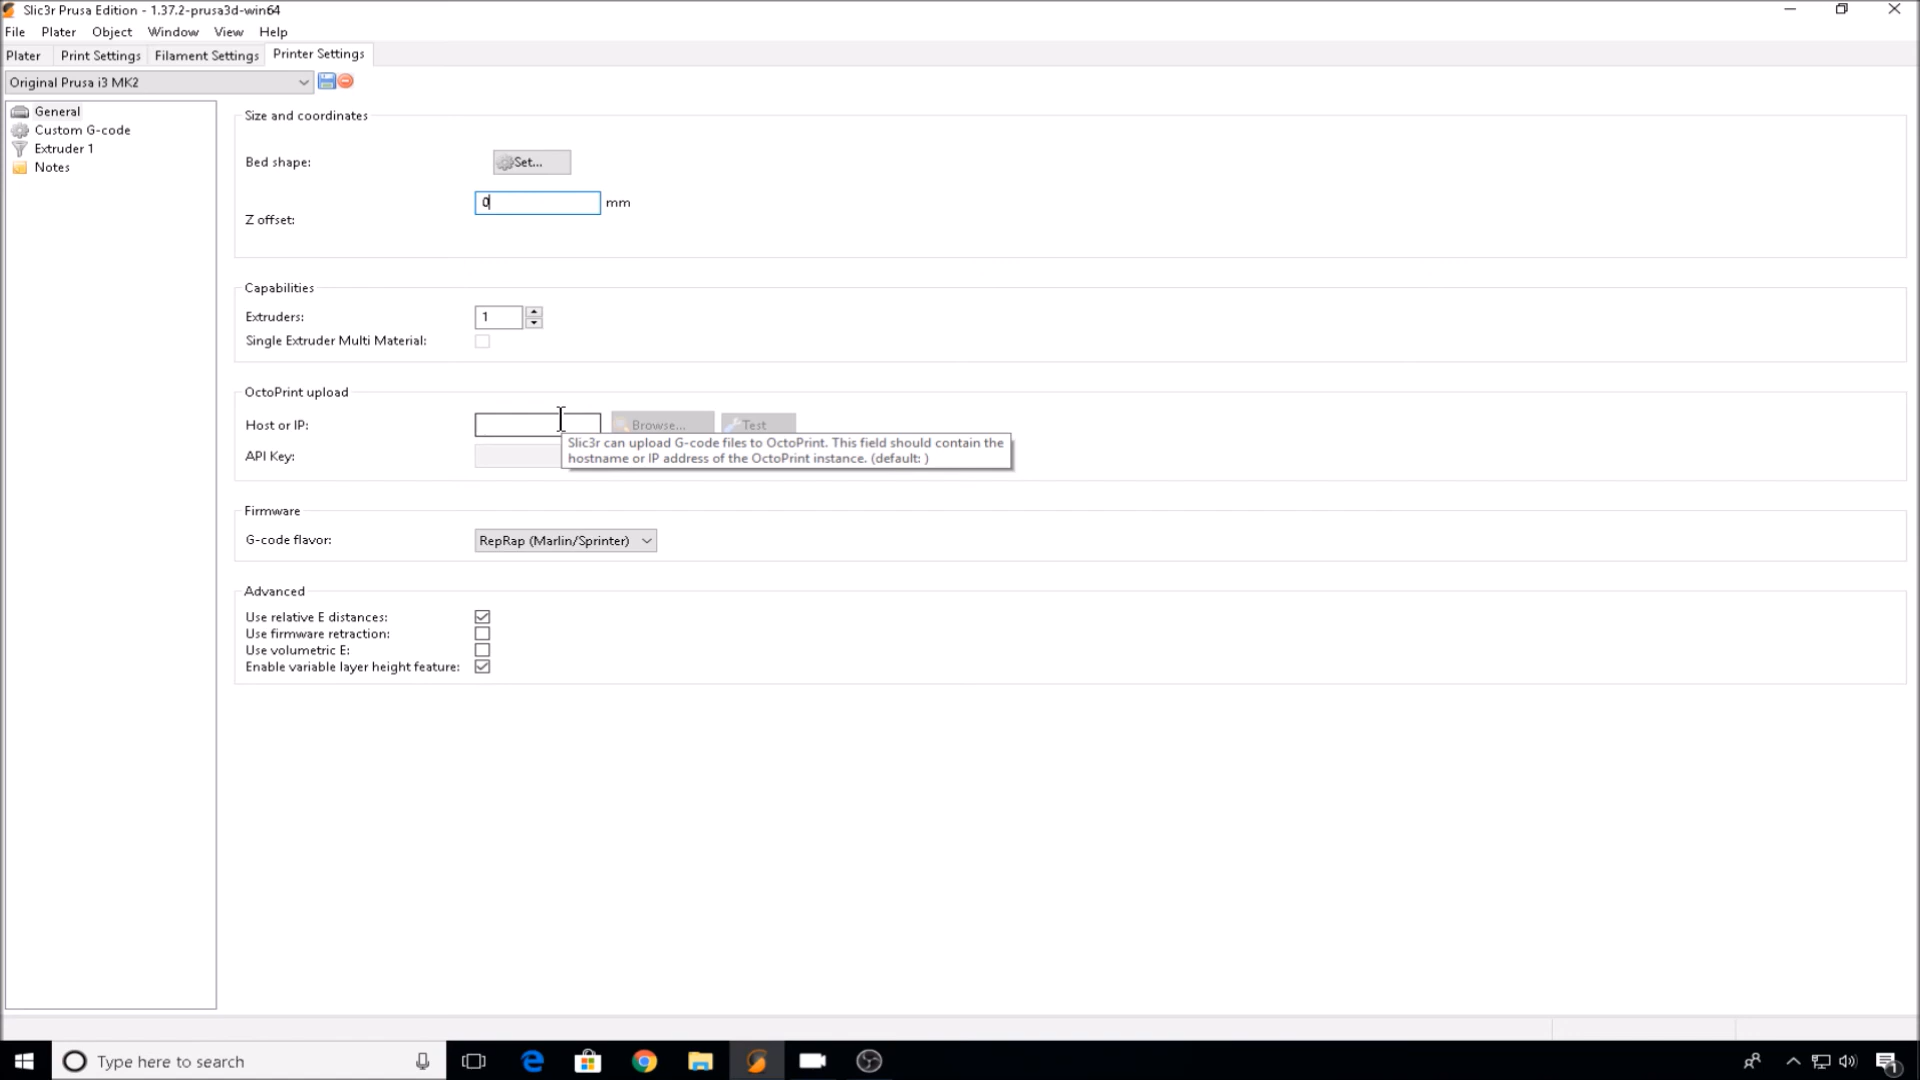 Slic3r Prusa Edition - 1.37.2-prusa3d-win64
File Plater Object Window View Help
Plater Print Settings Filament Settings Printer Settings
Original Prusa i3 MK2
General
Custom G-code
Extruder 1
Notes
Size and coordinates
Bed shape: Set...
0 mm
Z offset:
Capabilities
Extruders: 1
Single Extruder Multi Material:
OctoPrint upload
Host or IP: Browse... Test
Slic3r can upload G-code files to OctoPrint. This field should contain the
hostname or IP address of the OctoPrint instance. (default: )
API Key:
Firmware
G-code flavor: RepRap (Marlin/Sprinter)
Advanced
Use relative E distances:
Use firmware retraction:
Use volumetric E:
Enable variable layer height feature:
Type here to search
1